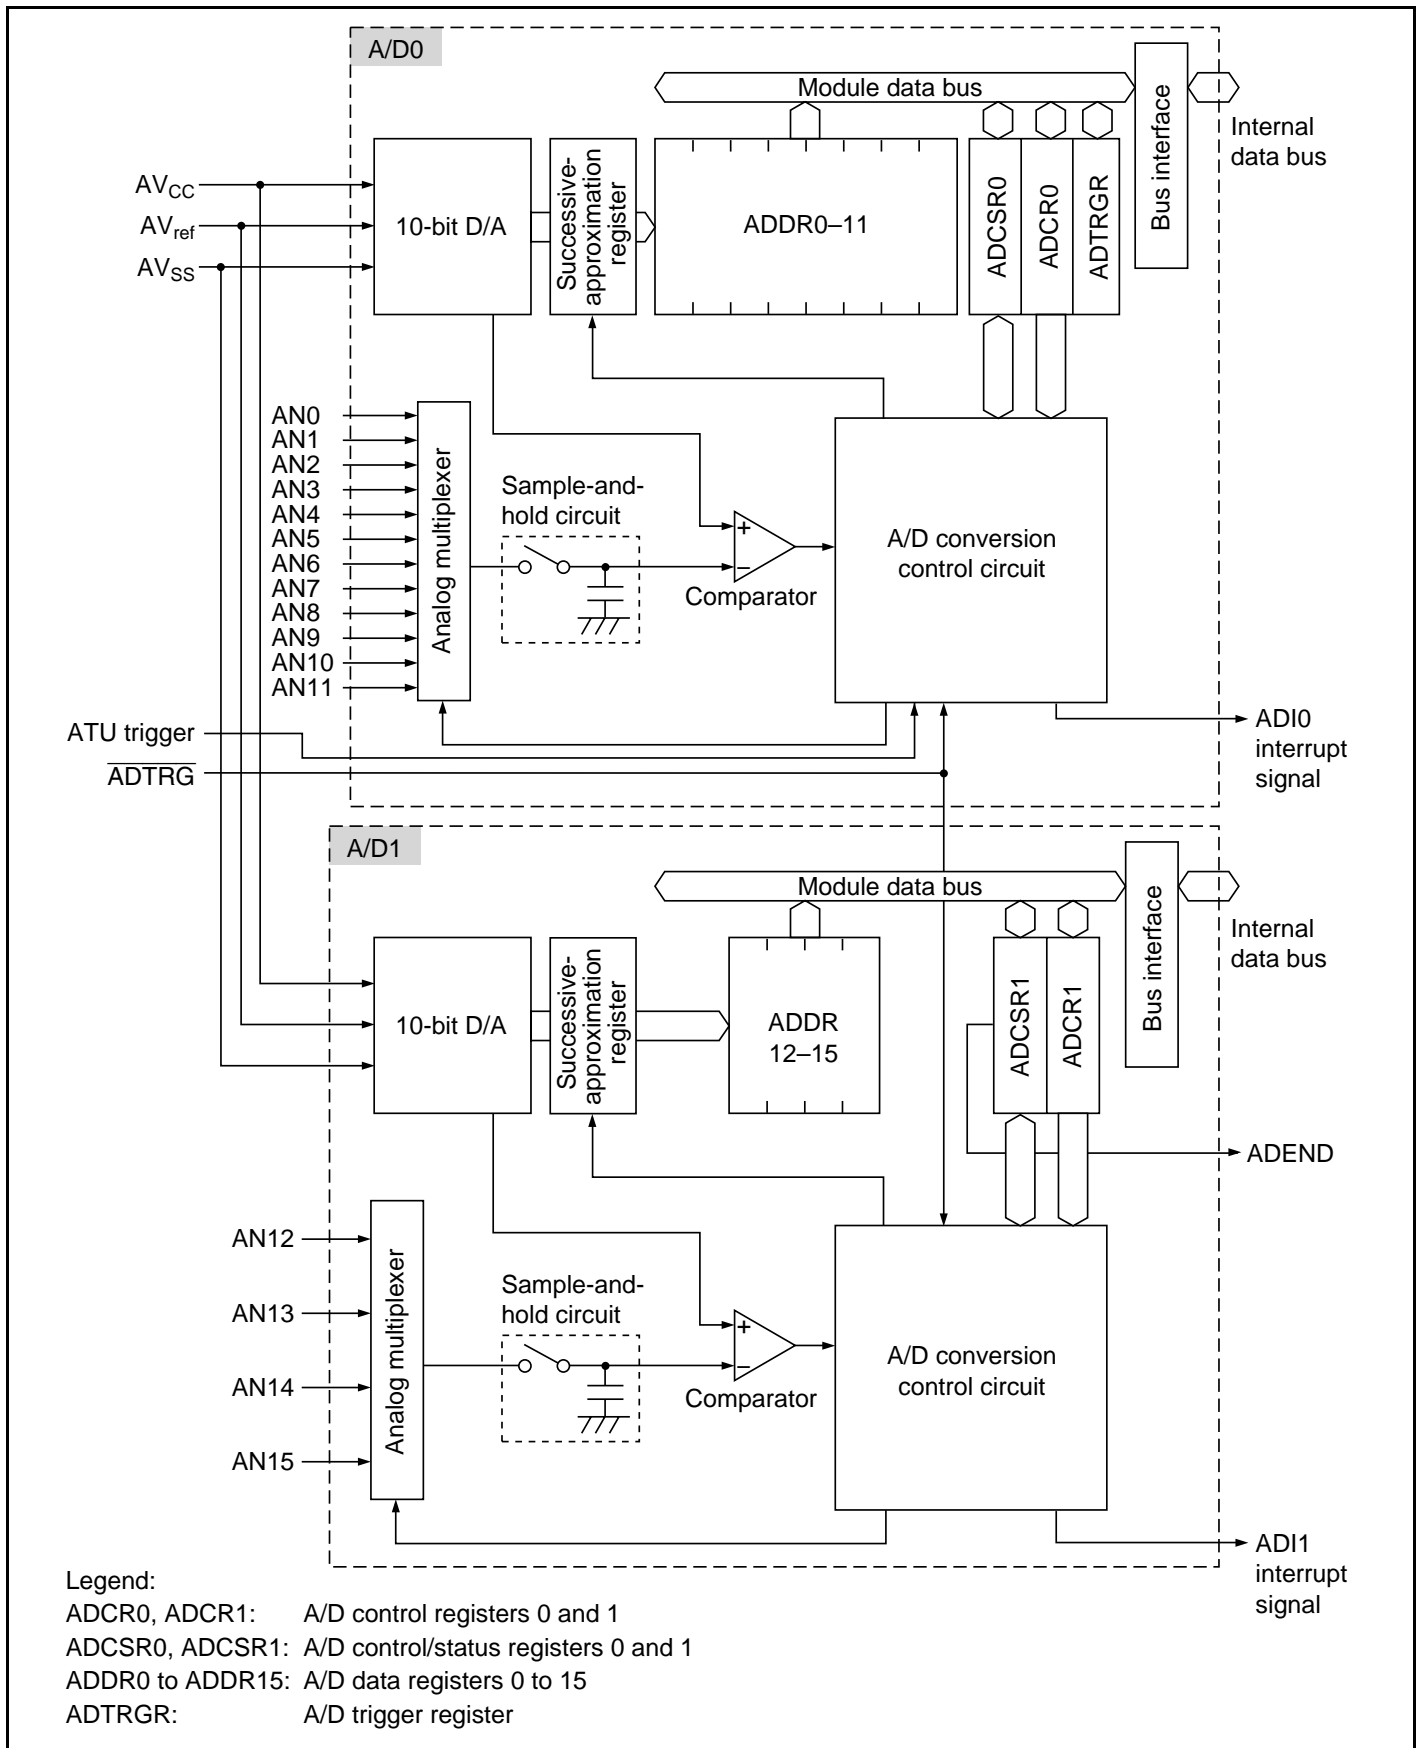 A/D0
Module data bus
Bus interface
Internal
data bus
AVCC
AVref
AVSS
10-bit D/A
Successive-
approximation
register
ADDR0–11
ADCSR0
ADCR0
ADTRGR
AN0
AN1
AN2
AN3
AN4
AN5
AN6
AN7
AN8
AN9
AN10
AN11
Analog multiplexer
Sample-and-
hold circuit
+
–
Comparator
A/D conversion
control circuit
ATU trigger
ADTRG
ADI0
interrupt
signal
A/D1
Module data bus
Bus interface
Internal
data bus
10-bit D/A
Successive-
approximation
register
ADDR
12–15
ADCSR1
ADCR1
ADEND
AN12
AN13
AN14
AN15
Analog multiplexer
Sample-and-
hold circuit
+
–
Comparator
A/D conversion
control circuit
ADI1
interrupt
signal
Legend:
ADCR0, ADCR1: A/D control registers 0 and 1
ADCSR0, ADCSR1: A/D control/status registers 0 and 1
ADDR0 to ADDR15: A/D data registers 0 to 15
ADTRGR: A/D trigger register